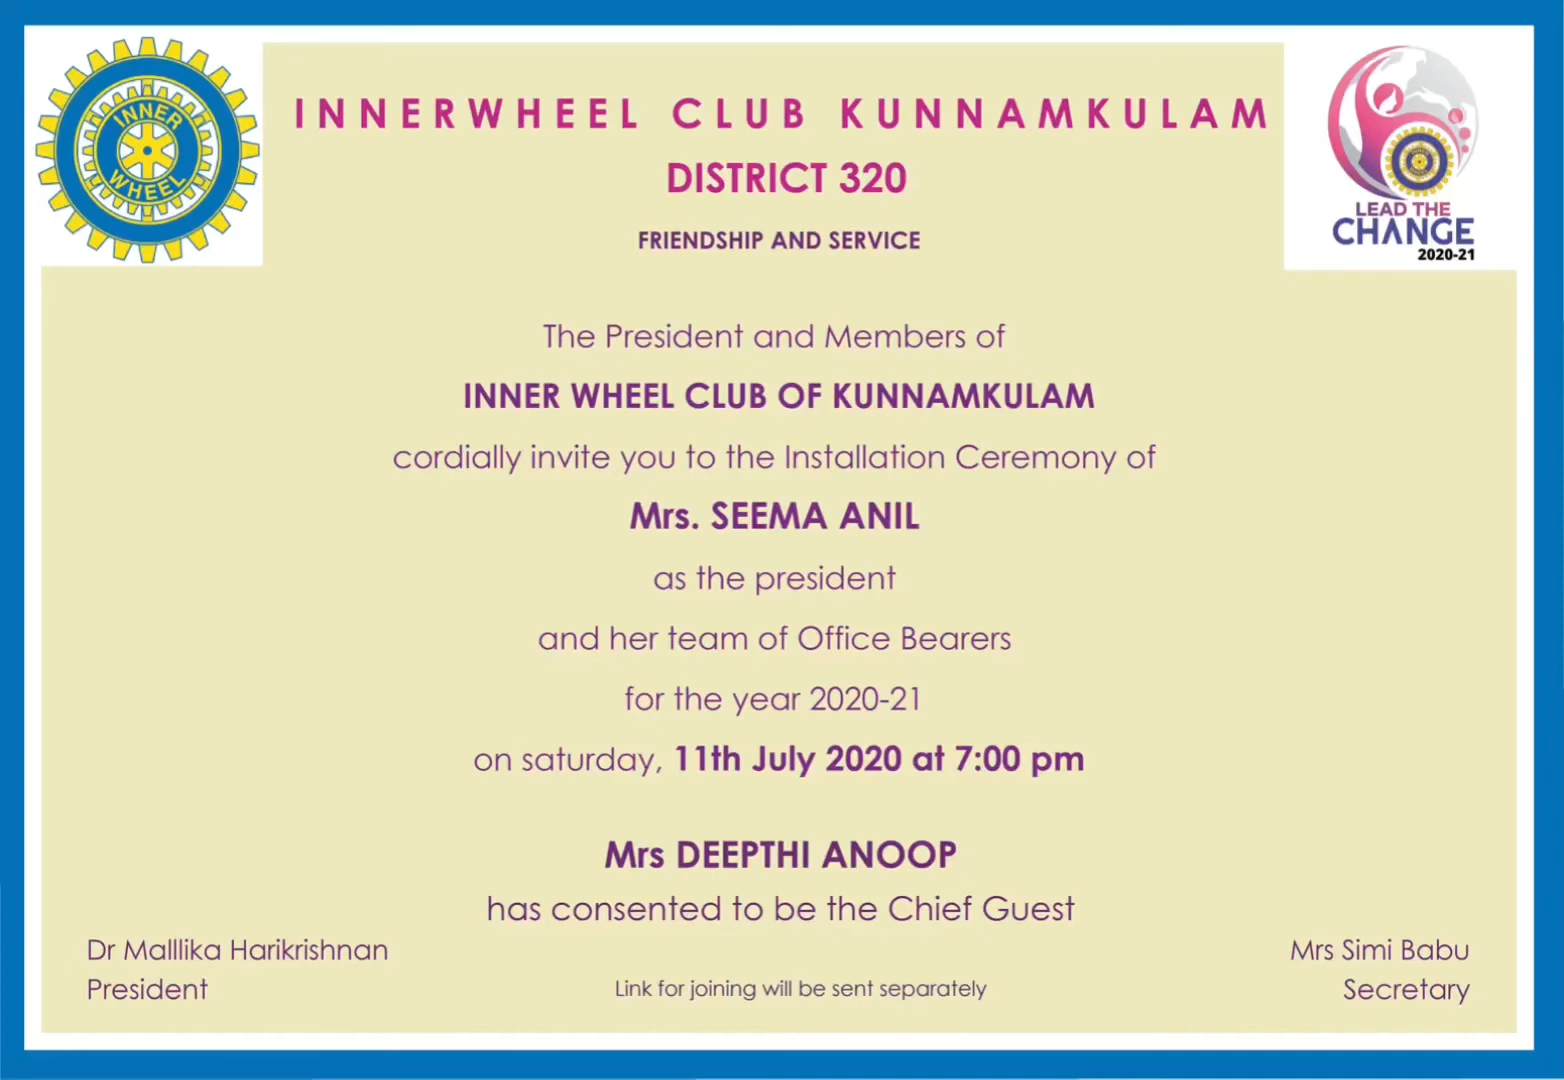 INNER
WHEEL
INNERWHEEL CLUB KUNNAMKULAM
DISTRICT 320
FRIENDSHIP AND SERVICE
LEAD THE
CHANGE
2020-21
The President and Members of
INNER WHEEL CLUB OF KUNNAMKULAM
cordially invite you to the Installation Ceremony of
Mrs. SEEMA ANIL
as the president
and her team of Office Bearers
for the year 2020-21
on saturday, 11th July 2020 at 7:00 pm
Mrs DEEPTHI ANOOP
has consented to be the Chief Guest
Dr Malllika Harikrishnan
President
Link for joining will be sent separately
Mrs Simi Babu
Secretary